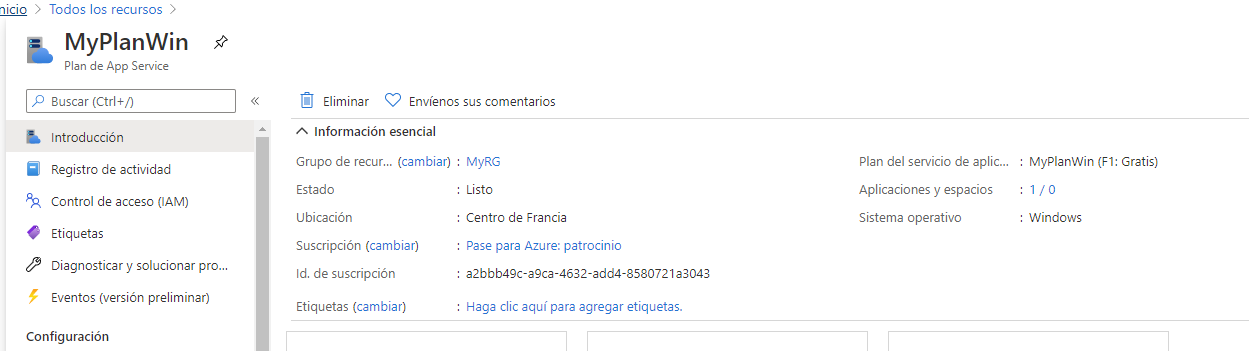 Inicio > Todos los recursos >
MyPlanWin
Plan de App Service
Buscar (Ctrl+/)
«
Introducción
Registro de actividad
Control de acceso (IAM)
Etiquetas
Diagnosticar y solucionar pro...
Eventos (versión preliminar)
Configuración
Eliminar
Envíenos sus comentarios
Información esencial
Grupo de recur... (cambiar) : MyRG
Estado : Listo
Ubicación : Centro de Francia
Suscripción (cambiar) : Pase para Azure: patrocinio
Id. de suscripción : a2bbb49c-a9ca-4632-add4-8580721a3043
Etiquetas (cambiar) : Haga clic aquí para agregar etiquetas.
Plan del servicio de aplic... : MyPlanWin (F1: Gratis)
Aplicaciones y espacios : 1 / 0
Sistema operativo : Windows